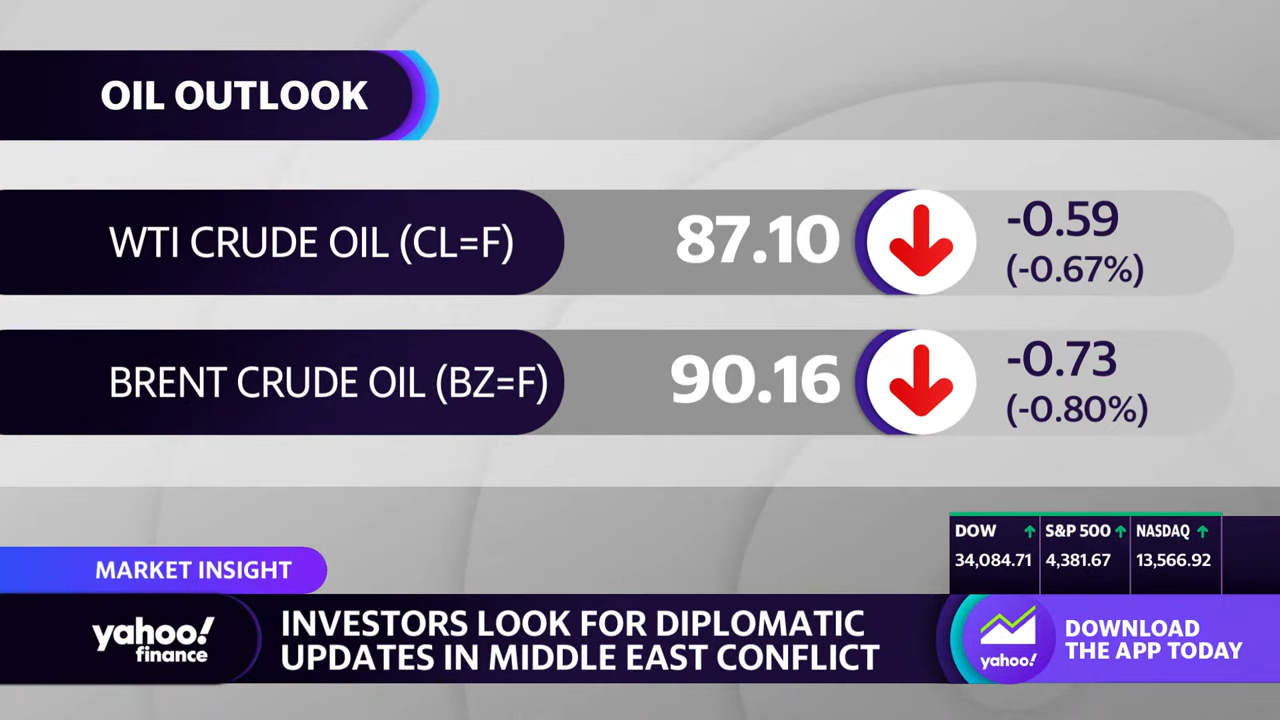 OIL OUTLOOK
WTI CRUDE OIL (CL=F)
87.10
-0.59
(-0.67%)
BRENT CRUDE OIL (BZ=F)
90.16
-0.73
(-0.80%)
DOW
34,084.71
S&P 500
4,381.67
NASDAQ
13,566.92
MARKET INSIGHT
yahoo!
finance
INVESTORS LOOK FOR DIPLOMATIC
UPDATES IN MIDDLE EAST CONFLICT
yahoo!
DOWNLOAD
THE APP TODAY